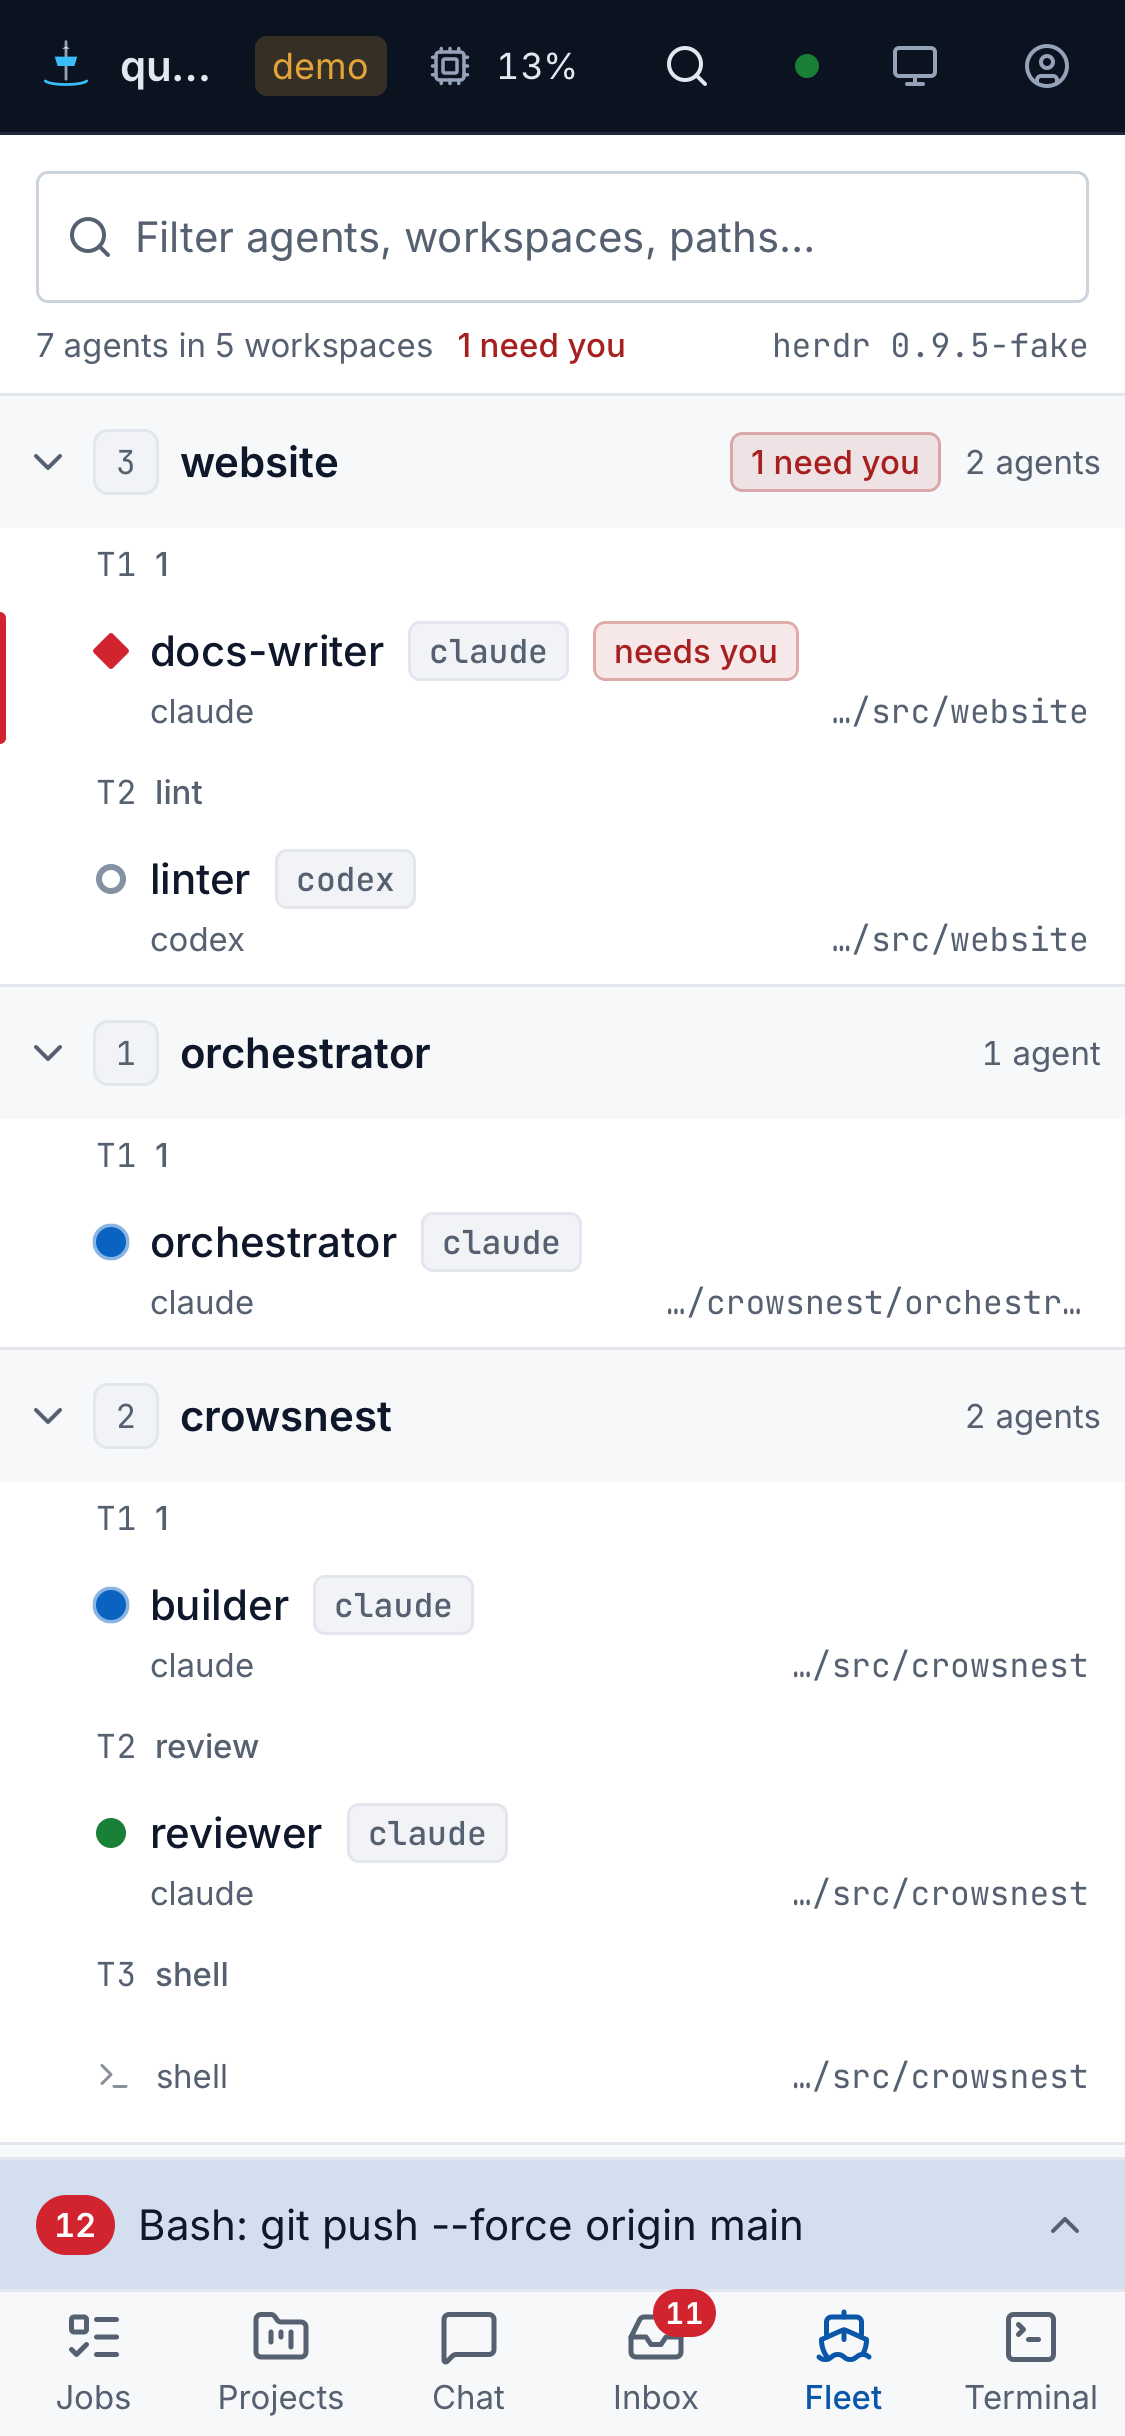 qu... demo 13%
Filter agents, workspaces, paths...
7 agents in 5 workspaces 1 need you herdr 0.9.5-fake
3 website 1 need you 2 agents
T1 1
docs-writer claude needs you
claude …/src/website
T2 lint
linter codex
codex …/src/website
1 orchestrator 1 agent
T1 1
orchestrator claude
claude …/crowsnest/orchestr…
2 crowsnest 2 agents
T1 1
builder claude
claude …/src/crowsnest
T2 review
reviewer claude
claude …/src/crowsnest
T3 shell
shell …/src/crowsnest
12 Bash: git push --force origin main
11
Jobs Projects Chat Inbox Fleet Terminal